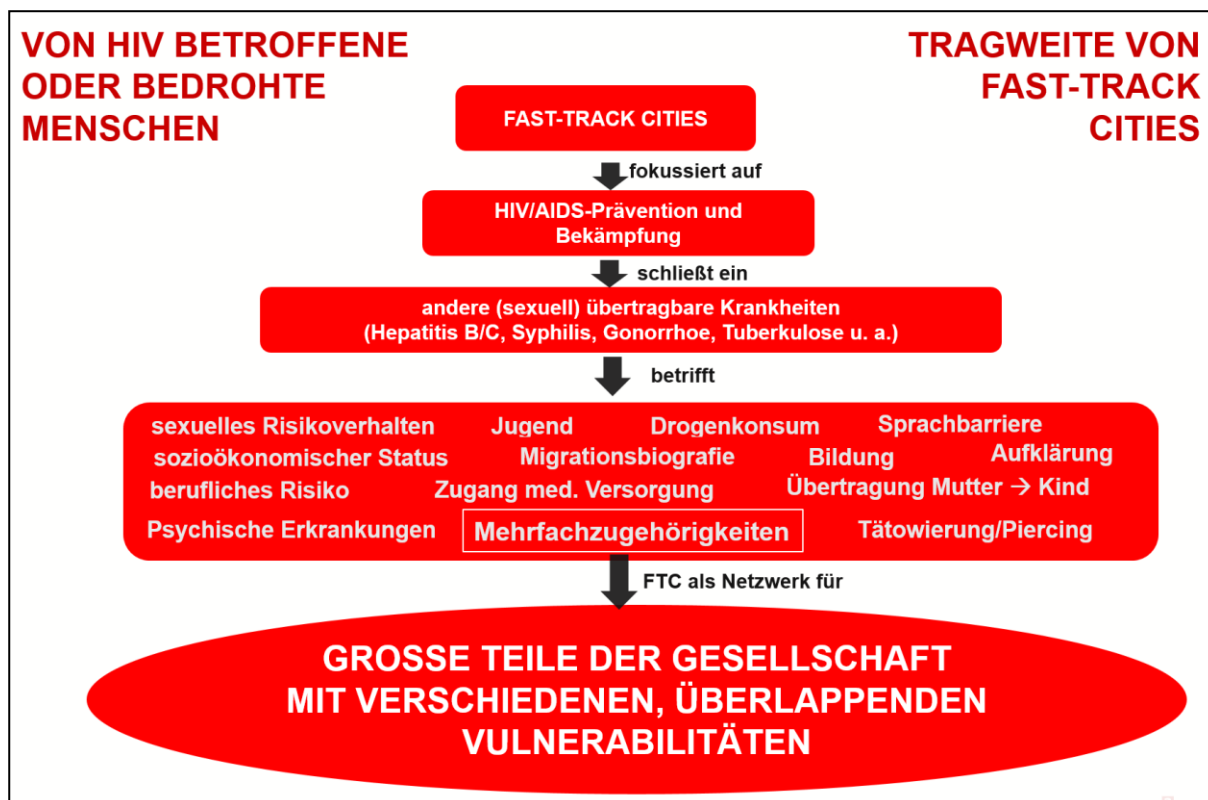 VON HIV BETROFFENE
ODER BEDROHTE
MENSCHEN
TRAGWEITE VON
FAST-TRACK
CITIES
FAST-TRACK CITIES
fokussiert auf
HIV/AIDS-Prävention und
Bekämpfung
schließt ein
andere (sexuell) übertragbare Krankheiten
(Hepatitis B/C, Syphilis, Gonorrhoe, Tuberkulose u. a.)
betrifft
sexuelles Risikoverhalten Jugend Drogenkonsum Sprachbarriere
sozioökonomischer Status Migrationsbiografie Bildung Aufklärung
berufliches Risiko Zugang med. Versorgung Übertragung Mutter → Kind
Psychische Erkrankungen Mehrfachzugehörigkeiten Tätowierung/Piercing
FTC als Netzwerk für
GROSSE TEILE DER GESELLSCHAFT
MIT VERSCHIEDENEN, ÜBERLAPPENDEN
VULNERABILITÄTEN